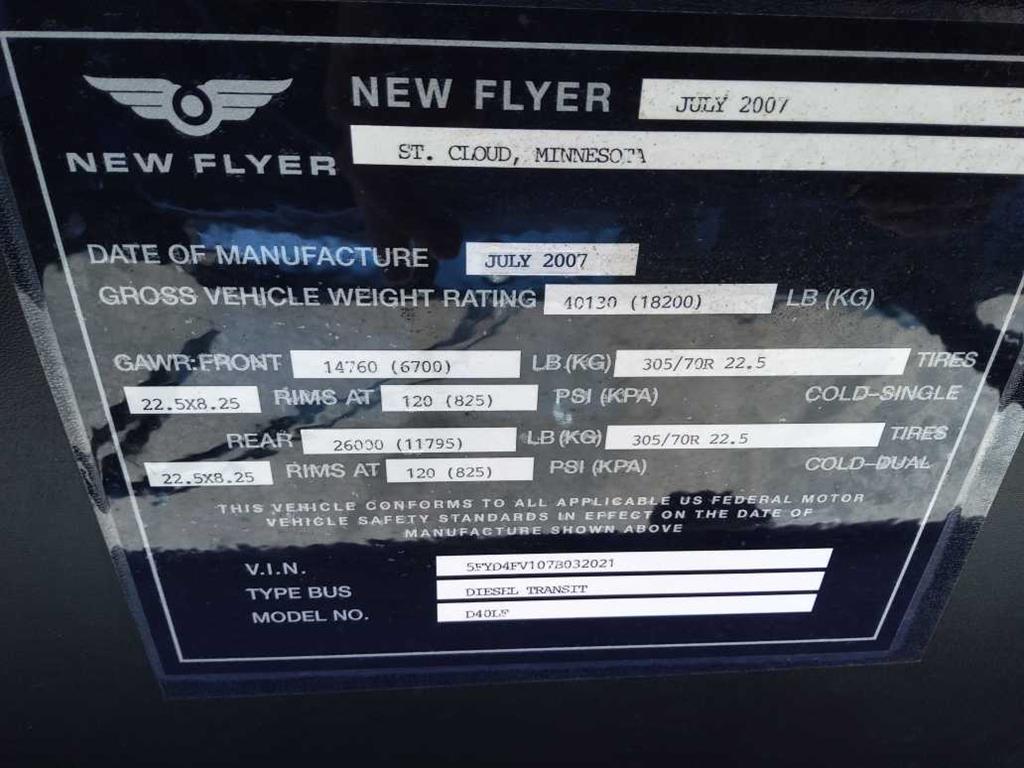 NEW FLYER JULY 2007
NEW FLYER
ST. CLOUD, MINNESOTA
DATE OF MANUFACTURE JULY 2007
GROSS VEHICLE WEIGHT RATING 40130 (18200) LB (KG)
GAWR: FRONT 14760 (6700) LB (KG) 305/70R 22.5 TIRES
22.5X8.25 RIMS AT 120 (825) PSI (KPA) COLD-SINGLE
REAR 26000 (11795) LB (KG) 305/70R 22.5 TIRES
22.5X8.25 RIMS AT 120 (825) PSI (KPA) COLD-DUAL
THIS VEHICLE CONFORMS TO ALL APPLICABLE US FEDERAL MOTOR
VEHICLE SAFETY STANDARDS IN EFFECT ON THE DATE OF
MANUFACTURE SHOWN ABOVE
V.I.N. 5FYD4FV107B032021
TYPE BUS DIESEL TRANSIT
MODEL NO. D40LF